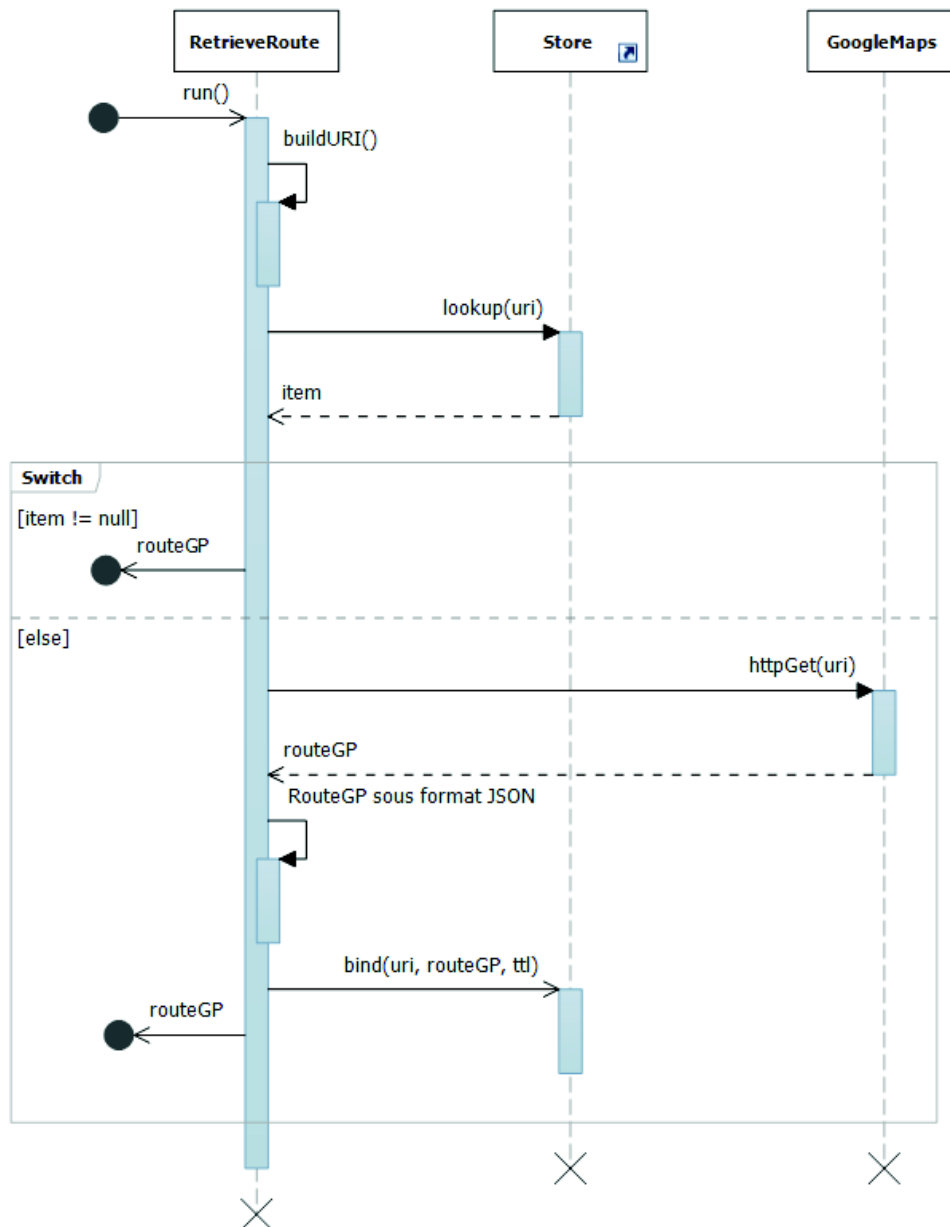 RetrieveRoute
Store
GoogleMaps
run()
buildURI()
lookup(uri)
item
Switch
[item != null]
routeGP
[else]
httpGet(uri)
routeGP
RouteGP sous format JSON
bind(uri, routeGP, ttl)
routeGP